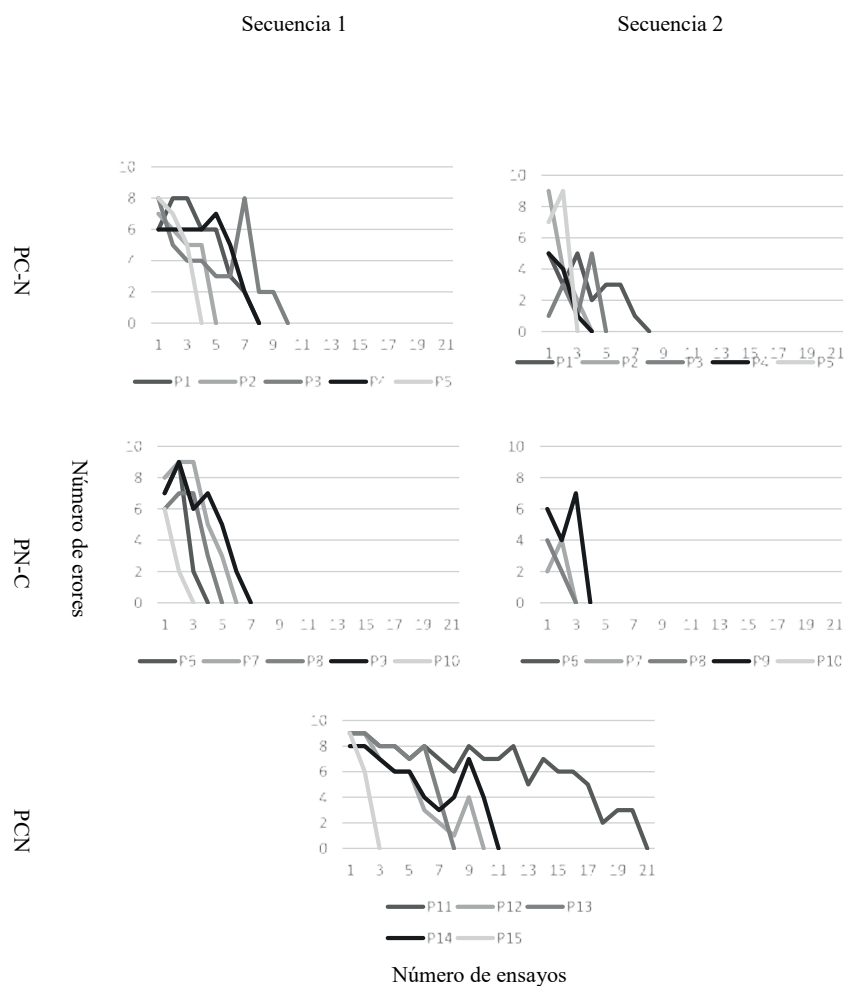 Secuencia 1
Secuencia 2
PC-N
10
8
6
4
2
0
1 3 5 7 9 11 13 15 17 19 21
P1 P2 P3 P4 P5
10
8
6
4
2
0
1 3 5 7 9 11 13 15 17 19 21
P1 P2 P3 P4 P5
Número de erores
PN-C
10
8
6
4
2
0
1 3 5 7 9 11 13 15 17 19 21
P6 P7 P8 P9 P10
10
8
6
4
2
0
1 3 5 7 9 11 13 15 17 19 21
P6 P7 P8 P9 P10
PCN
10
8
6
4
2
0
1 3 5 7 9 11 13 15 17 19 21
P11 P12 P13
P14 P15
Número de ensayos